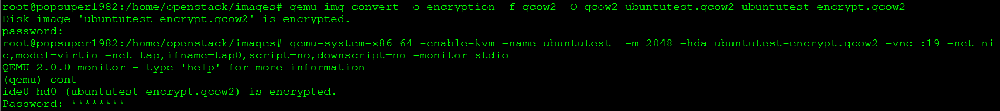 root@popsuper1982:/home/openstack/images# qemu-img convert -o encryption -f qcow2 -O qcow2 ubuntutest.qcow2 ubuntutest-encrypt.qcow2
Disk image 'ubuntutest-encrypt.qcow2' is encrypted.
password:
root@popsuper1982:/home/openstack/images# qemu-system-x86_64 -enable-kvm -name ubuntutest  -m 2048 -hda ubuntutest-encrypt.qcow2 -vnc :19 -net ni
c,model=virtio -net tap,ifname=tap0,script=no,downscript=no -monitor stdio
QEMU 2.0.0 monitor - type 'help' for more information
(qemu) cont
ide0-hd0 (ubuntutest-encrypt.qcow2) is encrypted.
Password: ********